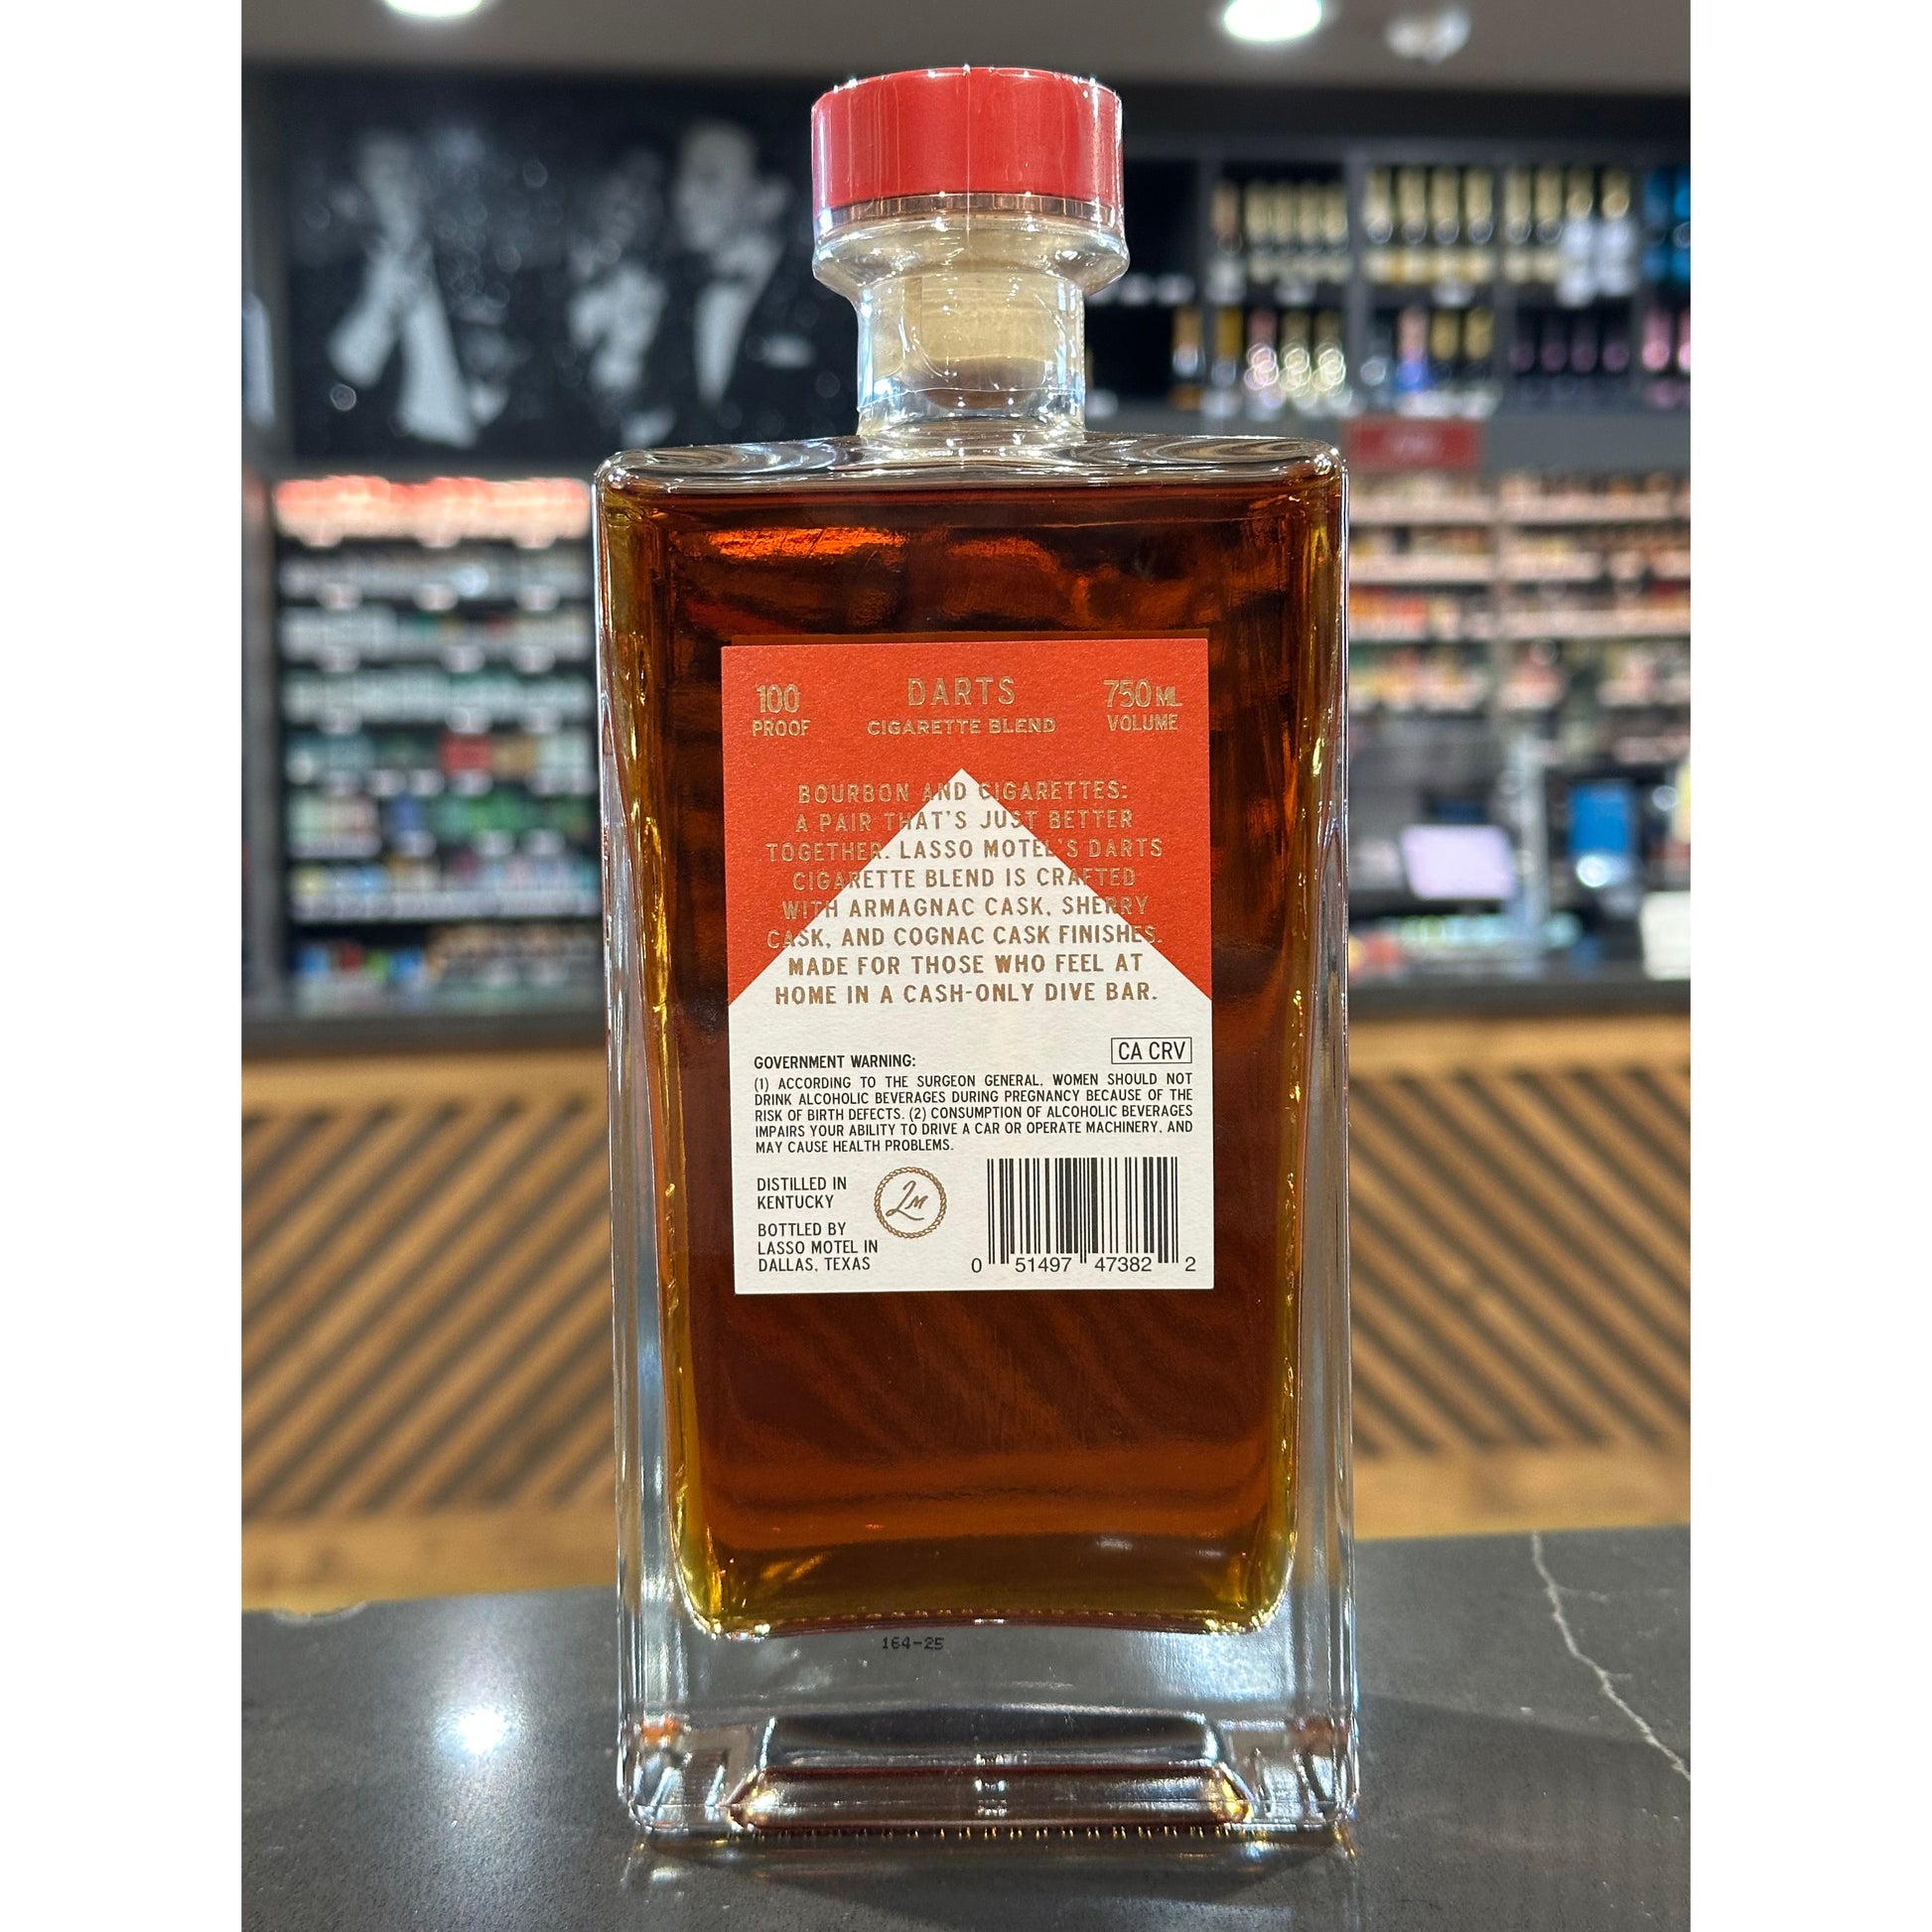 100 DARTS 750 ML
PROOF CIGARETTE BLEND VOLUME
BOURBON AND CIGARETTES:
A PAIR THAT'S JUST BETTER
TOGETHER. LASSO MOTEL'S DARTS
CIGARETTE BLEND IS CRAFTED
WITH ARMAGNAC CASK, SHERRY
CASK, AND COGNAC CASK FINISHES.
MADE FOR THOSE WHO FEEL AT
HOME IN A CASH-ONLY DIVE BAR.
CA CRV
GOVERNMENT WARNING:
(1) ACCORDING TO THE SURGEON GENERAL, WOMEN SHOULD NOT
DRINK ALCOHOLIC BEVERAGES DURING PREGNANCY BECAUSE OF THE
RISK OF BIRTH DEFECTS. (2) CONSUMPTION OF ALCOHOLIC BEVERAGES
IMPAIRS YOUR ABILITY TO DRIVE A CAR OR OPERATE MACHINERY, AND
MAY CAUSE HEALTH PROBLEMS.
DISTILLED IN
KENTUCKY
BOTTLED BY
LASSO MOTEL IN
DALLAS, TEXAS
LM
0 51497 47382 2
164-25